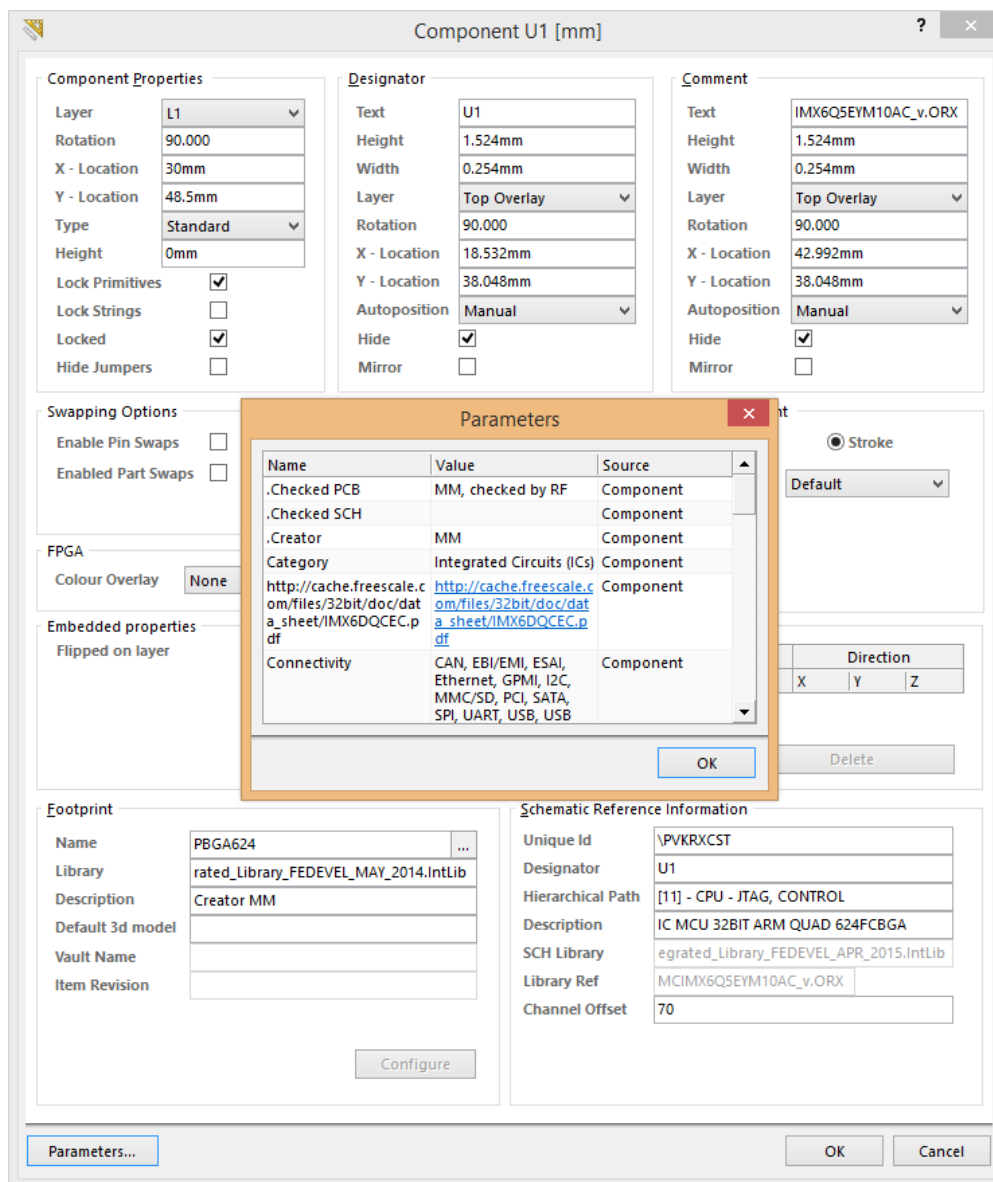 Component U1 [mm]
?
Component Properties
Layer L1
Rotation 90.000
X - Location 30mm
Y - Location 48.5mm
Type Standard
Height 0mm
Lock Primitives
Lock Strings
Locked
Hide Jumpers
Designator
Text U1
Height 1.524mm
Width 0.254mm
Layer Top Overlay
Rotation 90.000
X - Location 18.532mm
Y - Location 38.048mm
Autoposition Manual
Hide
Mirror
Comment
Text IMX6Q5EYM10AC_v.ORX
Height 1.524mm
Width 0.254mm
Layer Top Overlay
Rotation 90.000
X - Location 42.992mm
Y - Location 38.048mm
Autoposition Manual
Hide
Mirror
Swapping Options
Enable Pin Swaps
Enabled Part Swaps
FPGA
Colour Overlay None
Embedded properties
Flipped on layer
nt
Stroke
Default
Direction
X Y Z
Delete
Parameters
Name Value Source
.Checked PCB MM, checked by RF Component
.Checked SCH Component
.Creator MM Component
Category Integrated Circuits (ICs) Component
http://cache.freescale.c http://cache.freescale.c Component
om/files/32bit/doc/dat om/files/32bit/doc/dat
a_sheet/IMX6DQCEC.p a_sheet/IMX6DQCEC.p
df df
Connectivity CAN, EBI/EMI, ESAI, Component
Ethernet, GPMI, I2C,
MMC/SD, PCI, SATA,
SPI, UART, USB, USB
OK
Footprint
Name PBGA624 ...
Library rated_Library_FEDEVEL_MAY_2014.IntLib
Description Creator MM
Default 3d model
Vault Name
Item Revision
Configure
Schematic Reference Information
Unique Id \PVKRXCST
Designator U1
Hierarchical Path [11] - CPU - JTAG, CONTROL
Description IC MCU 32BIT ARM QUAD 624FCBGA
SCH Library egrated_Library_FEDEVEL_APR_2015.IntLib
Library Ref MCIMX6Q5EYM10AC_v.ORX
Channel Offset 70
Parameters...
OK
Cancel